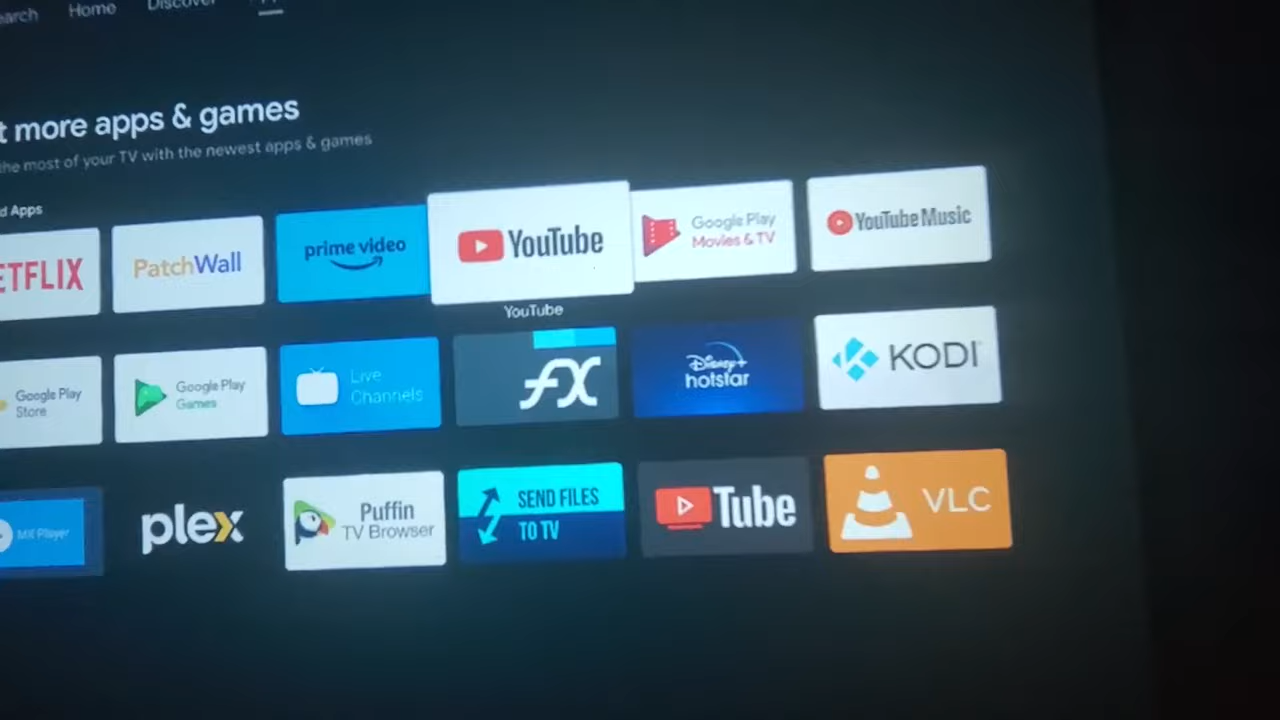 Home
Discover
more apps & games
the most of your TV with the newest apps & games
Apps
PatchWall
prime video
YouTube
Google Play
Movies & TV
YouTube Music
YouTube
Google Play
Store
Google Play
Games
Live
Channels
FX
Disney+
hotstar
KODI
MX Player
plex
Puffin
TV Browser
SEND FILES
TO TV
Tube
VLC